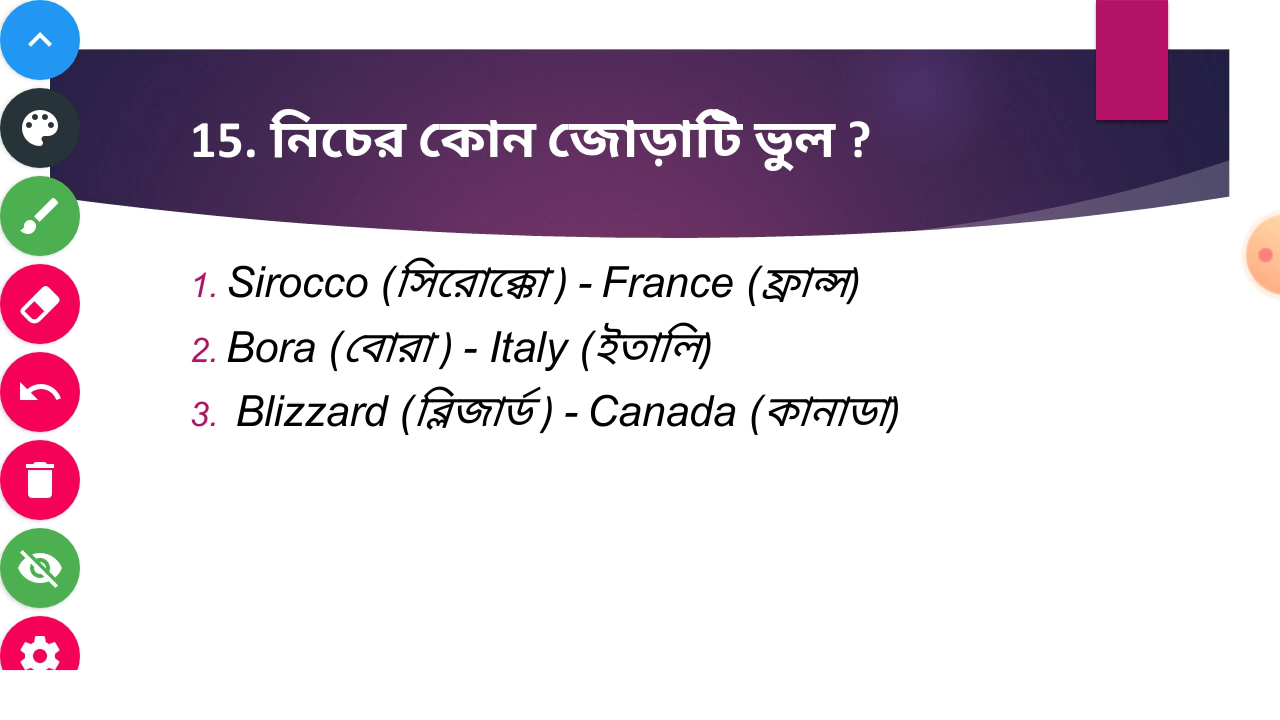 15. নিচের কোন জোড়াটি ভুল ?
1. Sirocco (সিরোক্কো) - France (ফ্রান্স)
2. Bora (বোরা) - Italy (ইতালি)
3. Blizzard (ব্লিজার্ড) - Canada (কানাডা)